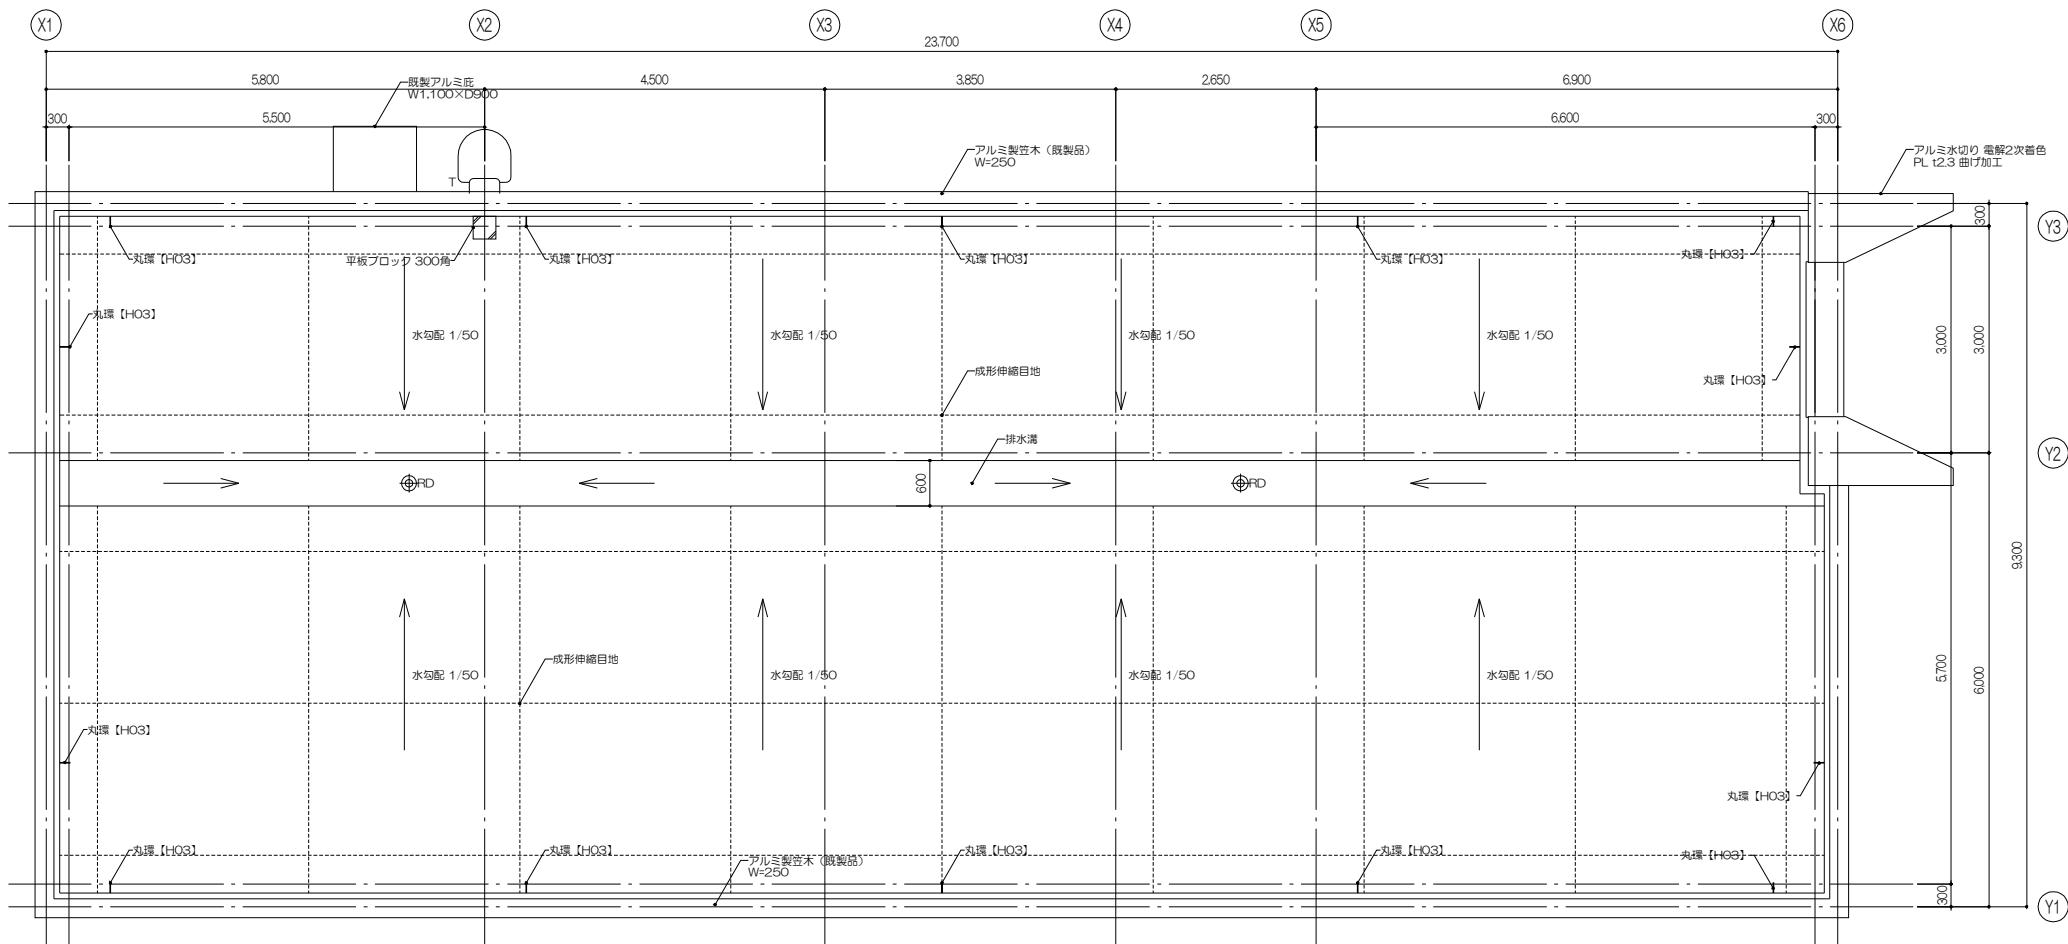 X1
X2
X3
X4
X5
X6
23.700
5.800
4.500
3.850
2.650
6.900
既製アルミ庇
W1.100×D900
300
5.500
6.600
300
アルミ製笠木（既製品）
W=250
アルミ水切り 電解2次着色
PL t2.3 曲げ加工
T
300
Y3
丸環【H03】
平板ブロック 300角
丸環【H03】
丸環【H03】
丸環【H03】
丸環【H03】
丸環【H03】
水勾配 1/50
水勾配 1/50
水勾配 1/50
水勾配 1/50
3.000
3.000
成形伸縮目地
丸環【H03】
排水溝
Y2
RD
600
RD
9.300
成形伸縮目地
水勾配 1/50
水勾配 1/50
水勾配 1/50
水勾配 1/50
5.700
6.000
丸環【H03】
丸環【H03】
丸環【H03】
丸環【H03】
丸環【H03】
丸環【H03】
丸環【H03】
アルミ製笠木（既製品）
W=250
300
Y1